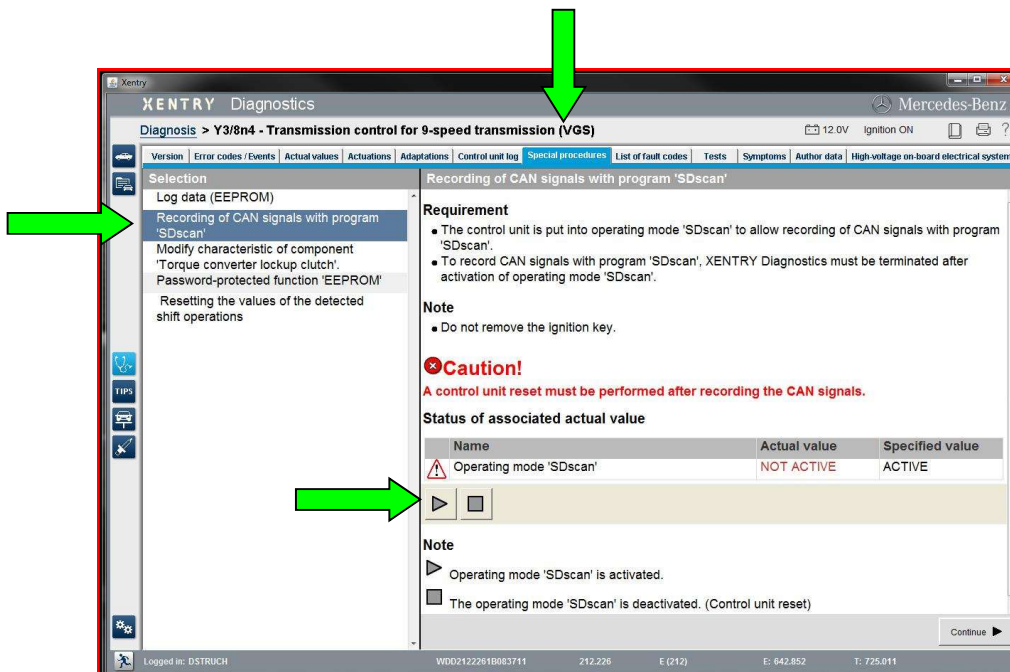 Xentry
XENTRY Diagnostics
Mercedes-Benz
Diagnosis > Y3/8n4 - Transmission control for 9-speed transmission (VGS)
12.0V Ignition ON
?
Version Error codes / Events Actual values Actuations Adaptations Control unit log Special procedures List of fault codes Tests Symptoms Author data High-voltage on-board electrical system
Selection
Log data (EEPROM)
Recording of CAN signals with program
'SDscan'
Modify characteristic of component
'Torque converter lockup clutch'.
Password-protected function 'EEPROM'
Resetting the values of the detected
shift operations
TIPS
Recording of CAN signals with program 'SDscan'
Requirement
• The control unit is put into operating mode 'SDscan' to allow recording of CAN signals with program
'SDscan'.
• To record CAN signals with program 'SDscan', XENTRY Diagnostics must be terminated after
activation of operating mode 'SDscan'.
Note
• Do not remove the ignition key.
Caution!
A control unit reset must be performed after recording the CAN signals.
Status of associated actual value
Name Actual value Specified value
Operating mode 'SDscan' NOT ACTIVE ACTIVE
Note
Operating mode 'SDscan' is activated.
The operating mode 'SDscan' is deactivated. (Control unit reset)
Continue
Logged in: DSTRUCH WDD2122261B083711 212.226 E (212) E: 642.852 T: 725.011